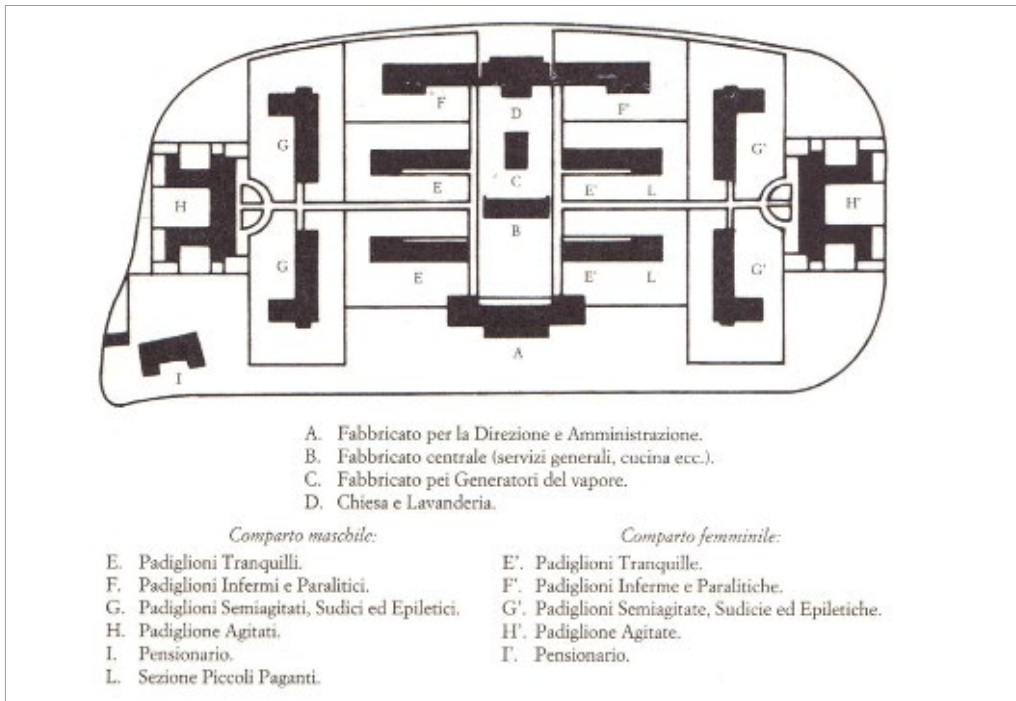 F
D
F'
G
G'
E
C
E'
L
H
H'
B
G
E
E'
L
G'
A
I
A. Fabbricato per la Direzione e Amministrazione.
B. Fabbricato centrale (servizi generali, cucina ecc.).
C. Fabbricato pei Generatori del vapore.
D. Chiesa e Lavanderia.
Comparto maschile:
E. Padiglioni Tranquilli.
F. Padiglioni Infermi e Paralitici.
G. Padiglioni Semiagitati, Sudici ed Epiletici.
H. Padiglione Agitati.
I. Pensionario.
L. Sezione Piccoli Paganti.
Comparto femminile:
E'. Padiglioni Tranquille.
F'. Padiglioni Inferme e Paralitiche.
G'. Padiglioni Semiagitate, Sudicie ed Epiletiche.
H'. Padiglione Agitate.
I'. Pensionario.